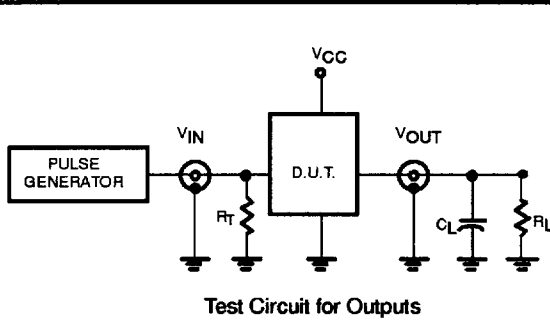 VCC
VIN
VOUT
PULSE
GENERATOR
D.U.T.
RT
CL
RL
Test Circuit for Outputs